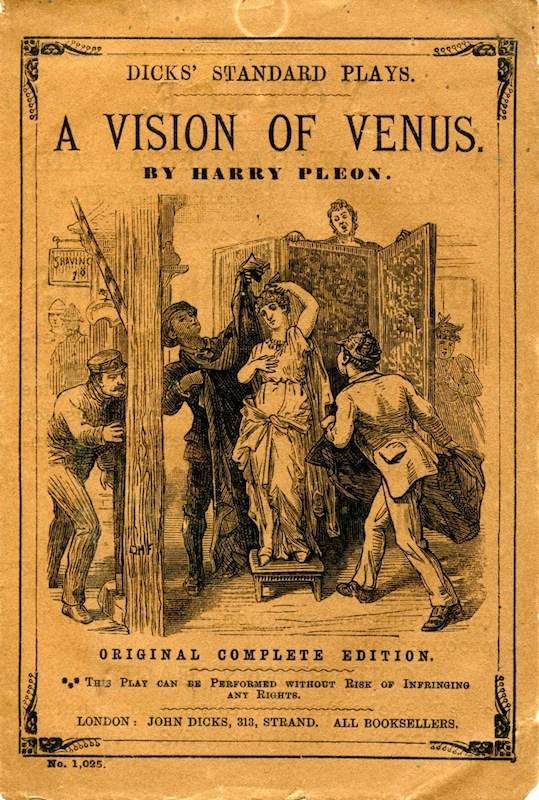 DICKS' STANDARD PLAYS.
A VISION OF VENUS.
BY HARRY PLEON.
SHAVING
DHF
ORIGINAL COMPLETE EDITION.
THIS PLAY CAN BE PERFORMED WITHOUT RISK OF INFRINGING
ANY RIGHTS.
LONDON: JOHN DICKS, 313, STRAND. ALL BOOKSELLERS.
No. 1,025.